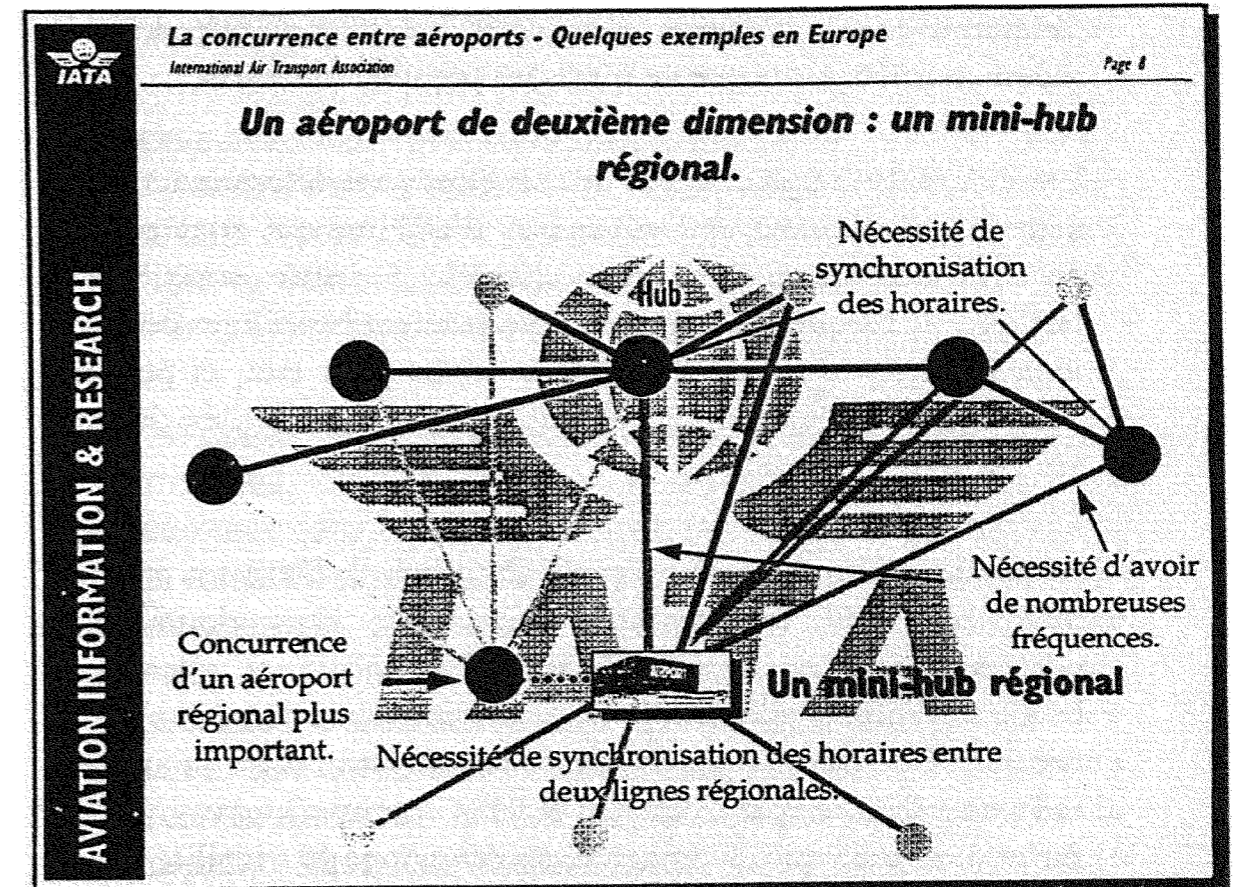 La concurrence entre aéroports - Quelques exemples en Europe
IATA
International Air Transport Association
Page 8
Un aéroport de deuxième dimension : un mini-hub
régional.
AVIATION INFORMATION & RESEARCH
Nécessité de
synchronisation
des horaires.
Hub
IATA
Nécessité d'avoir
de nombreuses
fréquences.
Concurrence
d'un aéroport
régional plus
important.
Un mini-hub régional
Nécessité de synchronisation des horaires entre
deux lignes régionales.